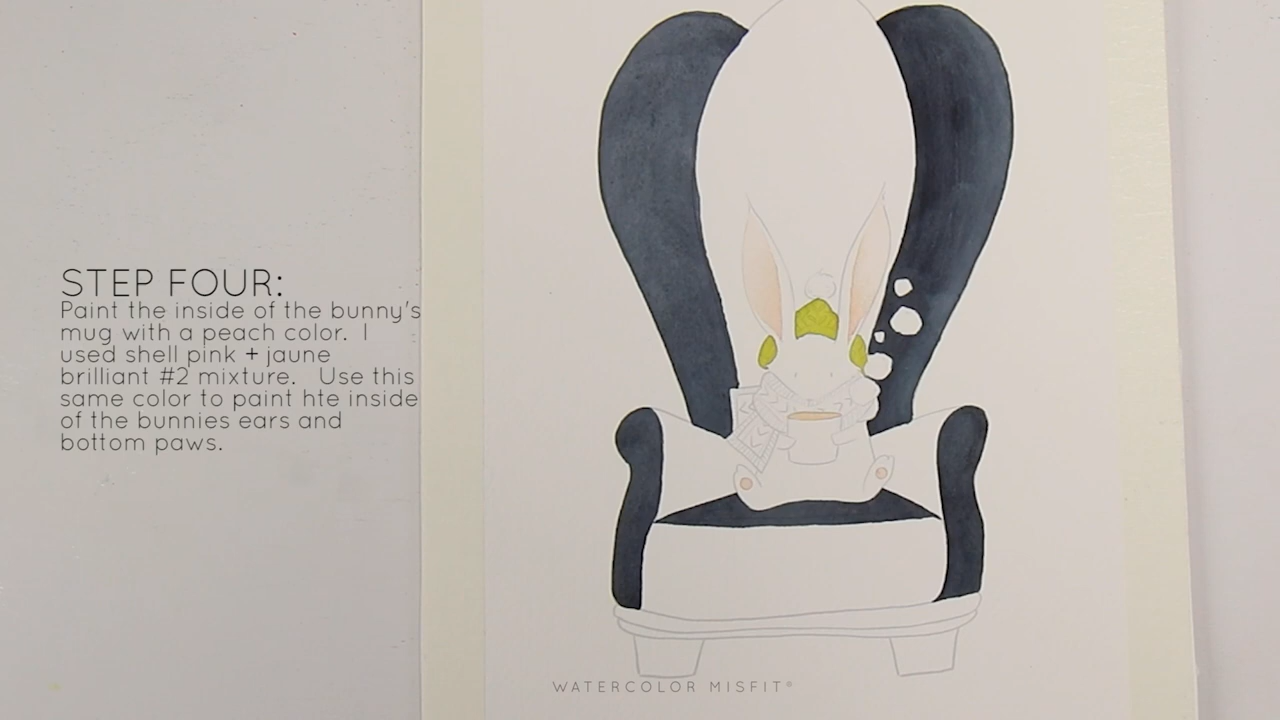 STEP FOUR:
Paint the inside of the bunny's
mug with a peach color. I
used shell pink + jaune
brilliant #2 mixture. Use this
same color to paint hte inside
of the bunnies ears and
bottom paws.
WATERCOLOR MISFIT®